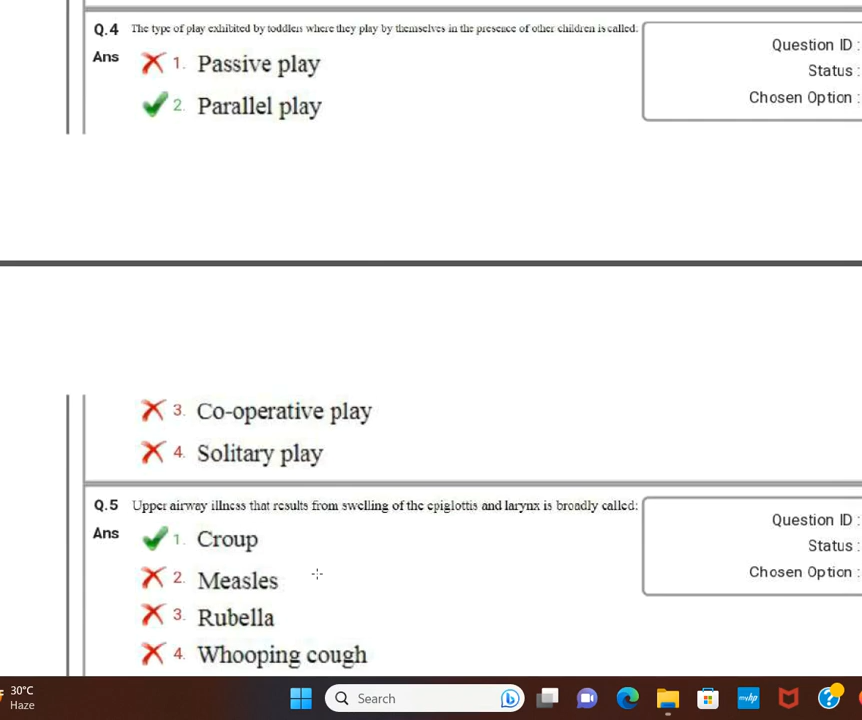 Q.4 The type of play exhibited by toddlers where they play by themselves in the presence of other children is called:
Question ID :
Ans 1. Passive play
Status :
2. Parallel play
Chosen Option :
3. Co-operative play
4. Solitary play
Q.5 Upper airway illness that results from swelling of the epiglottis and larynx is broadly called:
Question ID :
Ans 1. Croup
Status :
2. Measles
Chosen Option :
3. Rubella
4. Whooping cough
30°C
Haze
Search
myhp